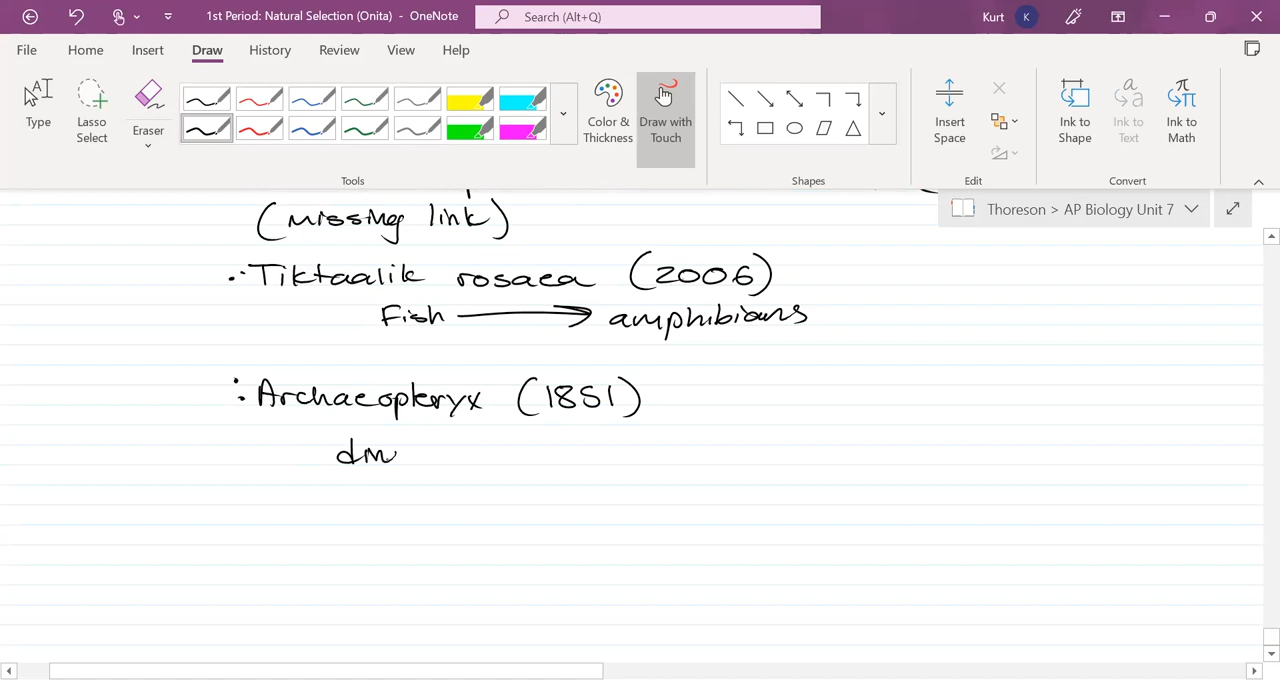 1st Period: Natural Selection (Onita) - OneNote
Search (Alt+Q)
Kurt K
File Home Insert Draw History Review View Help
Type
Lasso Select
Eraser
Color & Thickness
Draw with Touch
Insert Space
Ink to Shape
Ink to Text
Ink to Math
Tools Shapes Edit Convert
Thoreson > AP Biology Unit 7
(missing link)
Tiktaalik rosaea (2006)
Fish → amphibians
Archaeopteryx (1851)